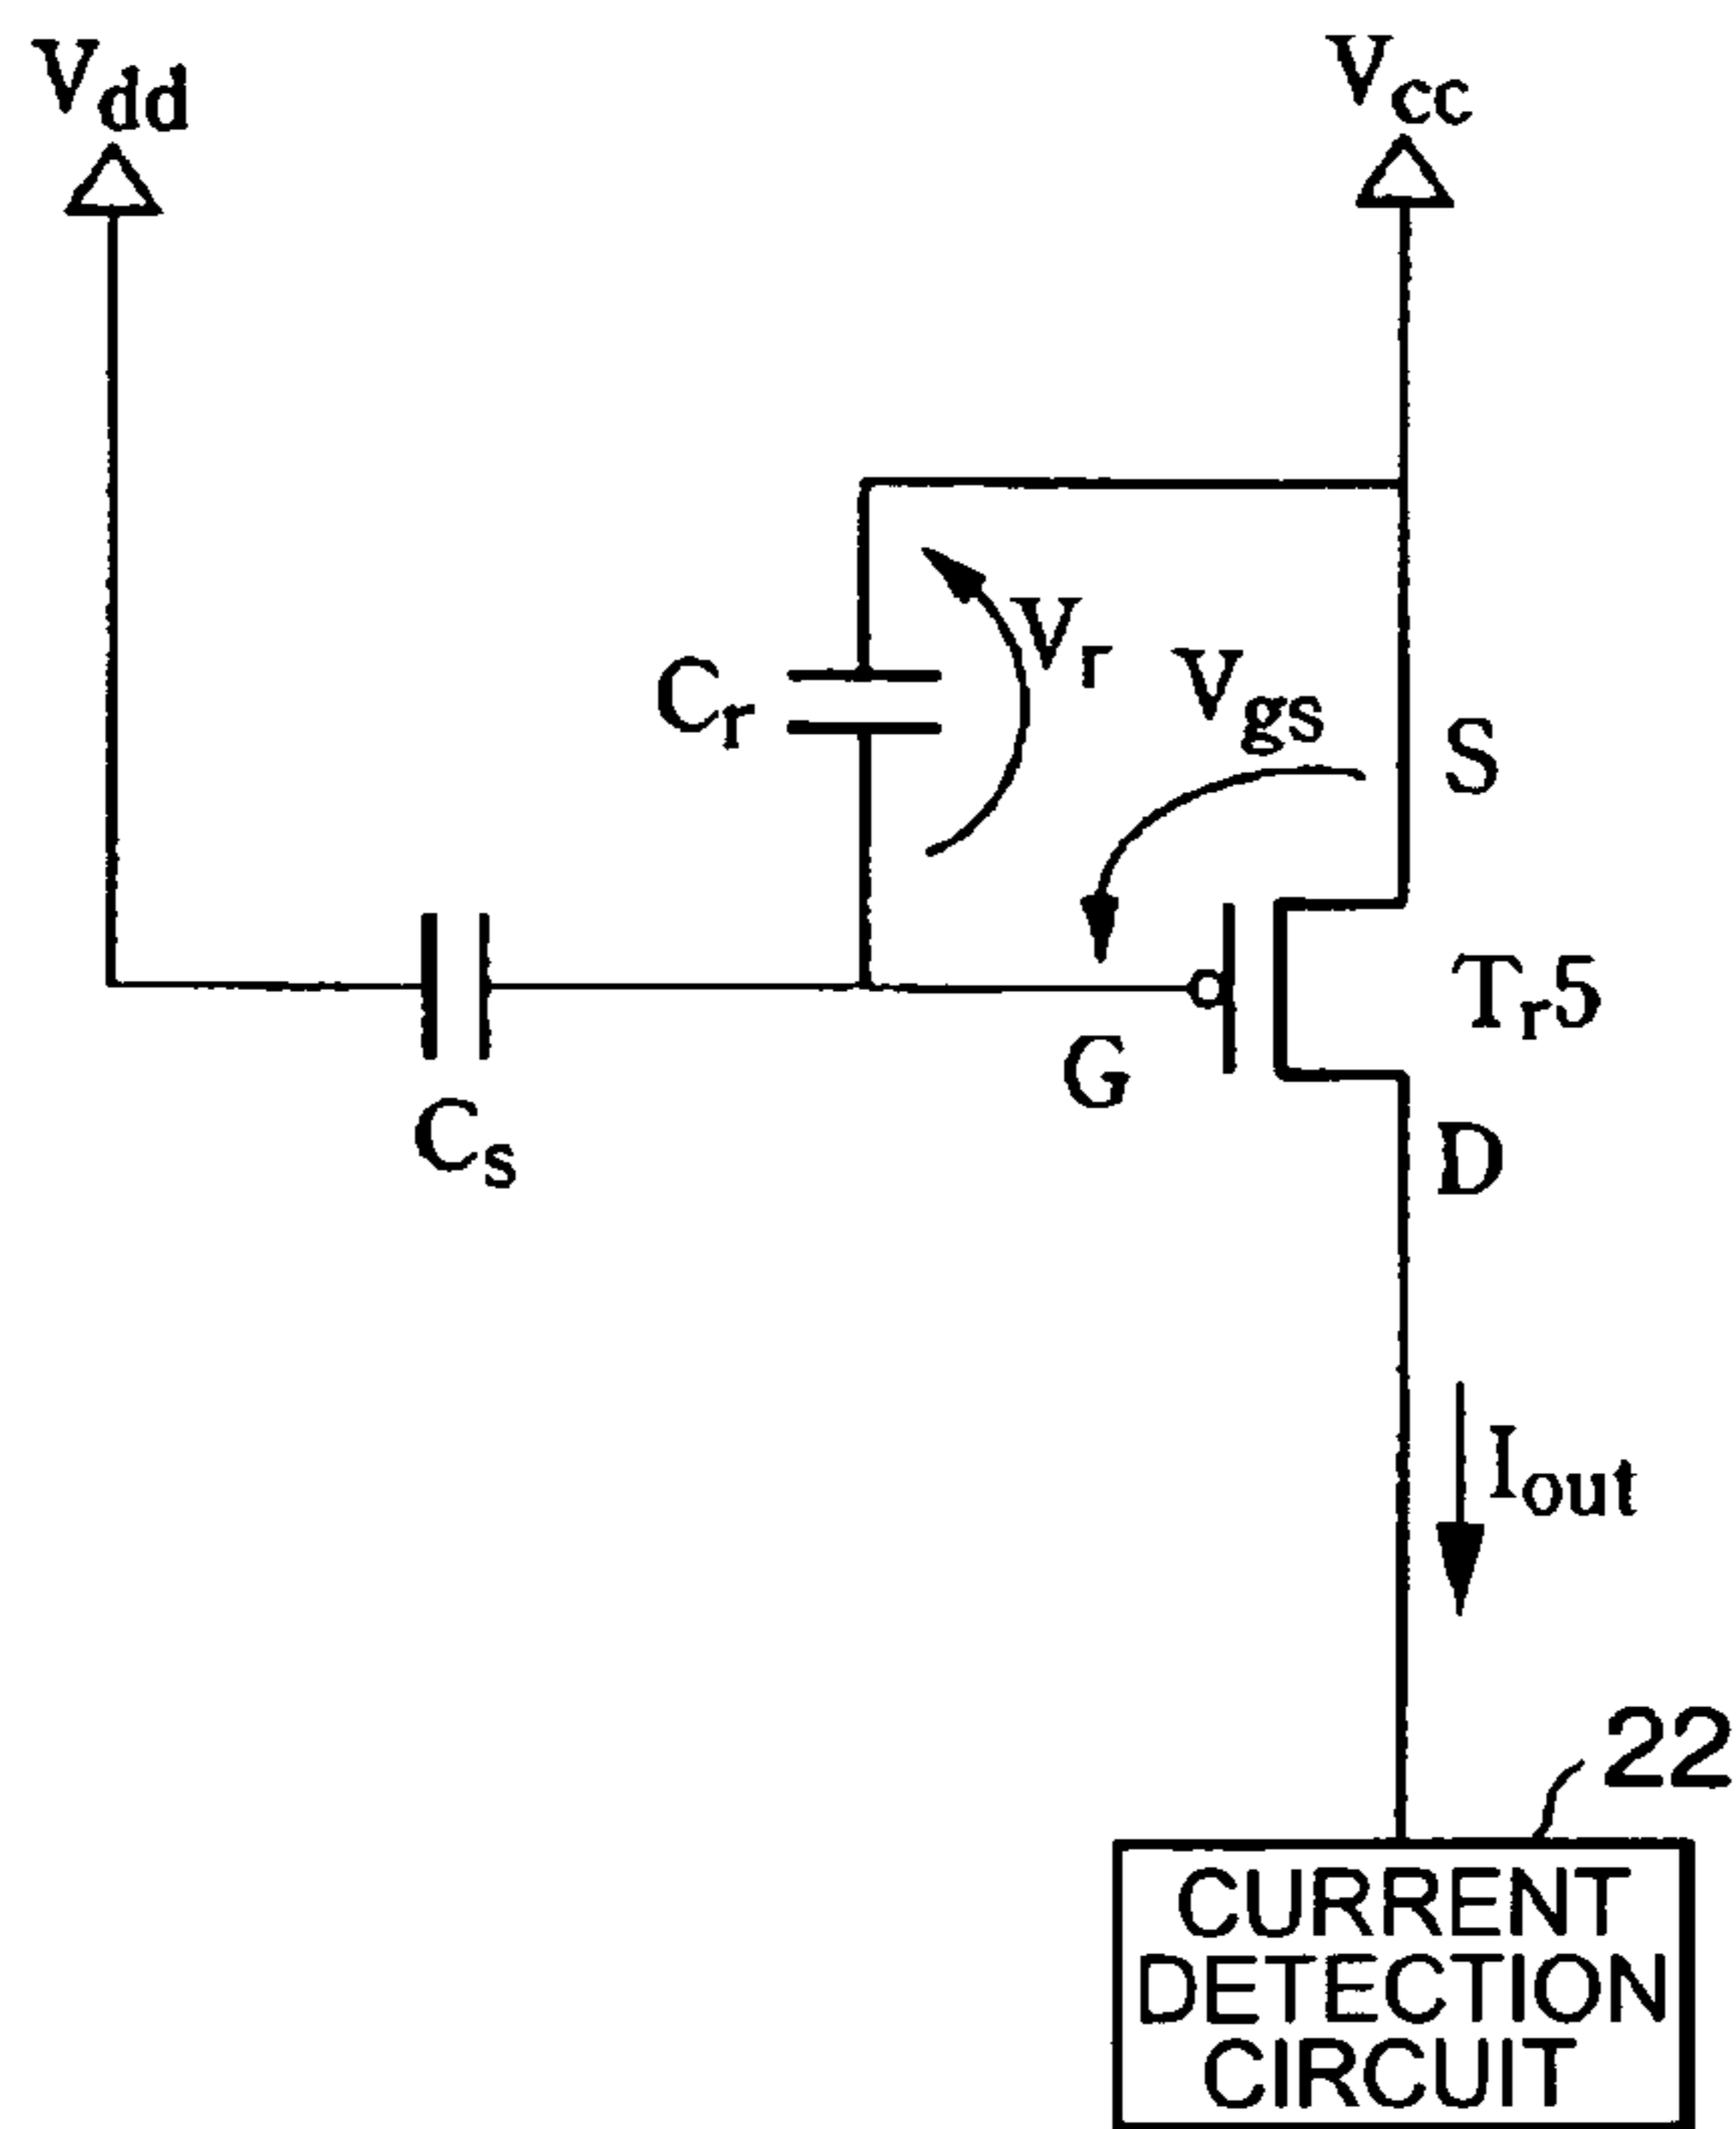 Vdd
Vcc
Cr
Vr
Vgs
S
Tr5
G
Cs
D
Iout
22
CURRENT
DETECTION
CIRCUIT